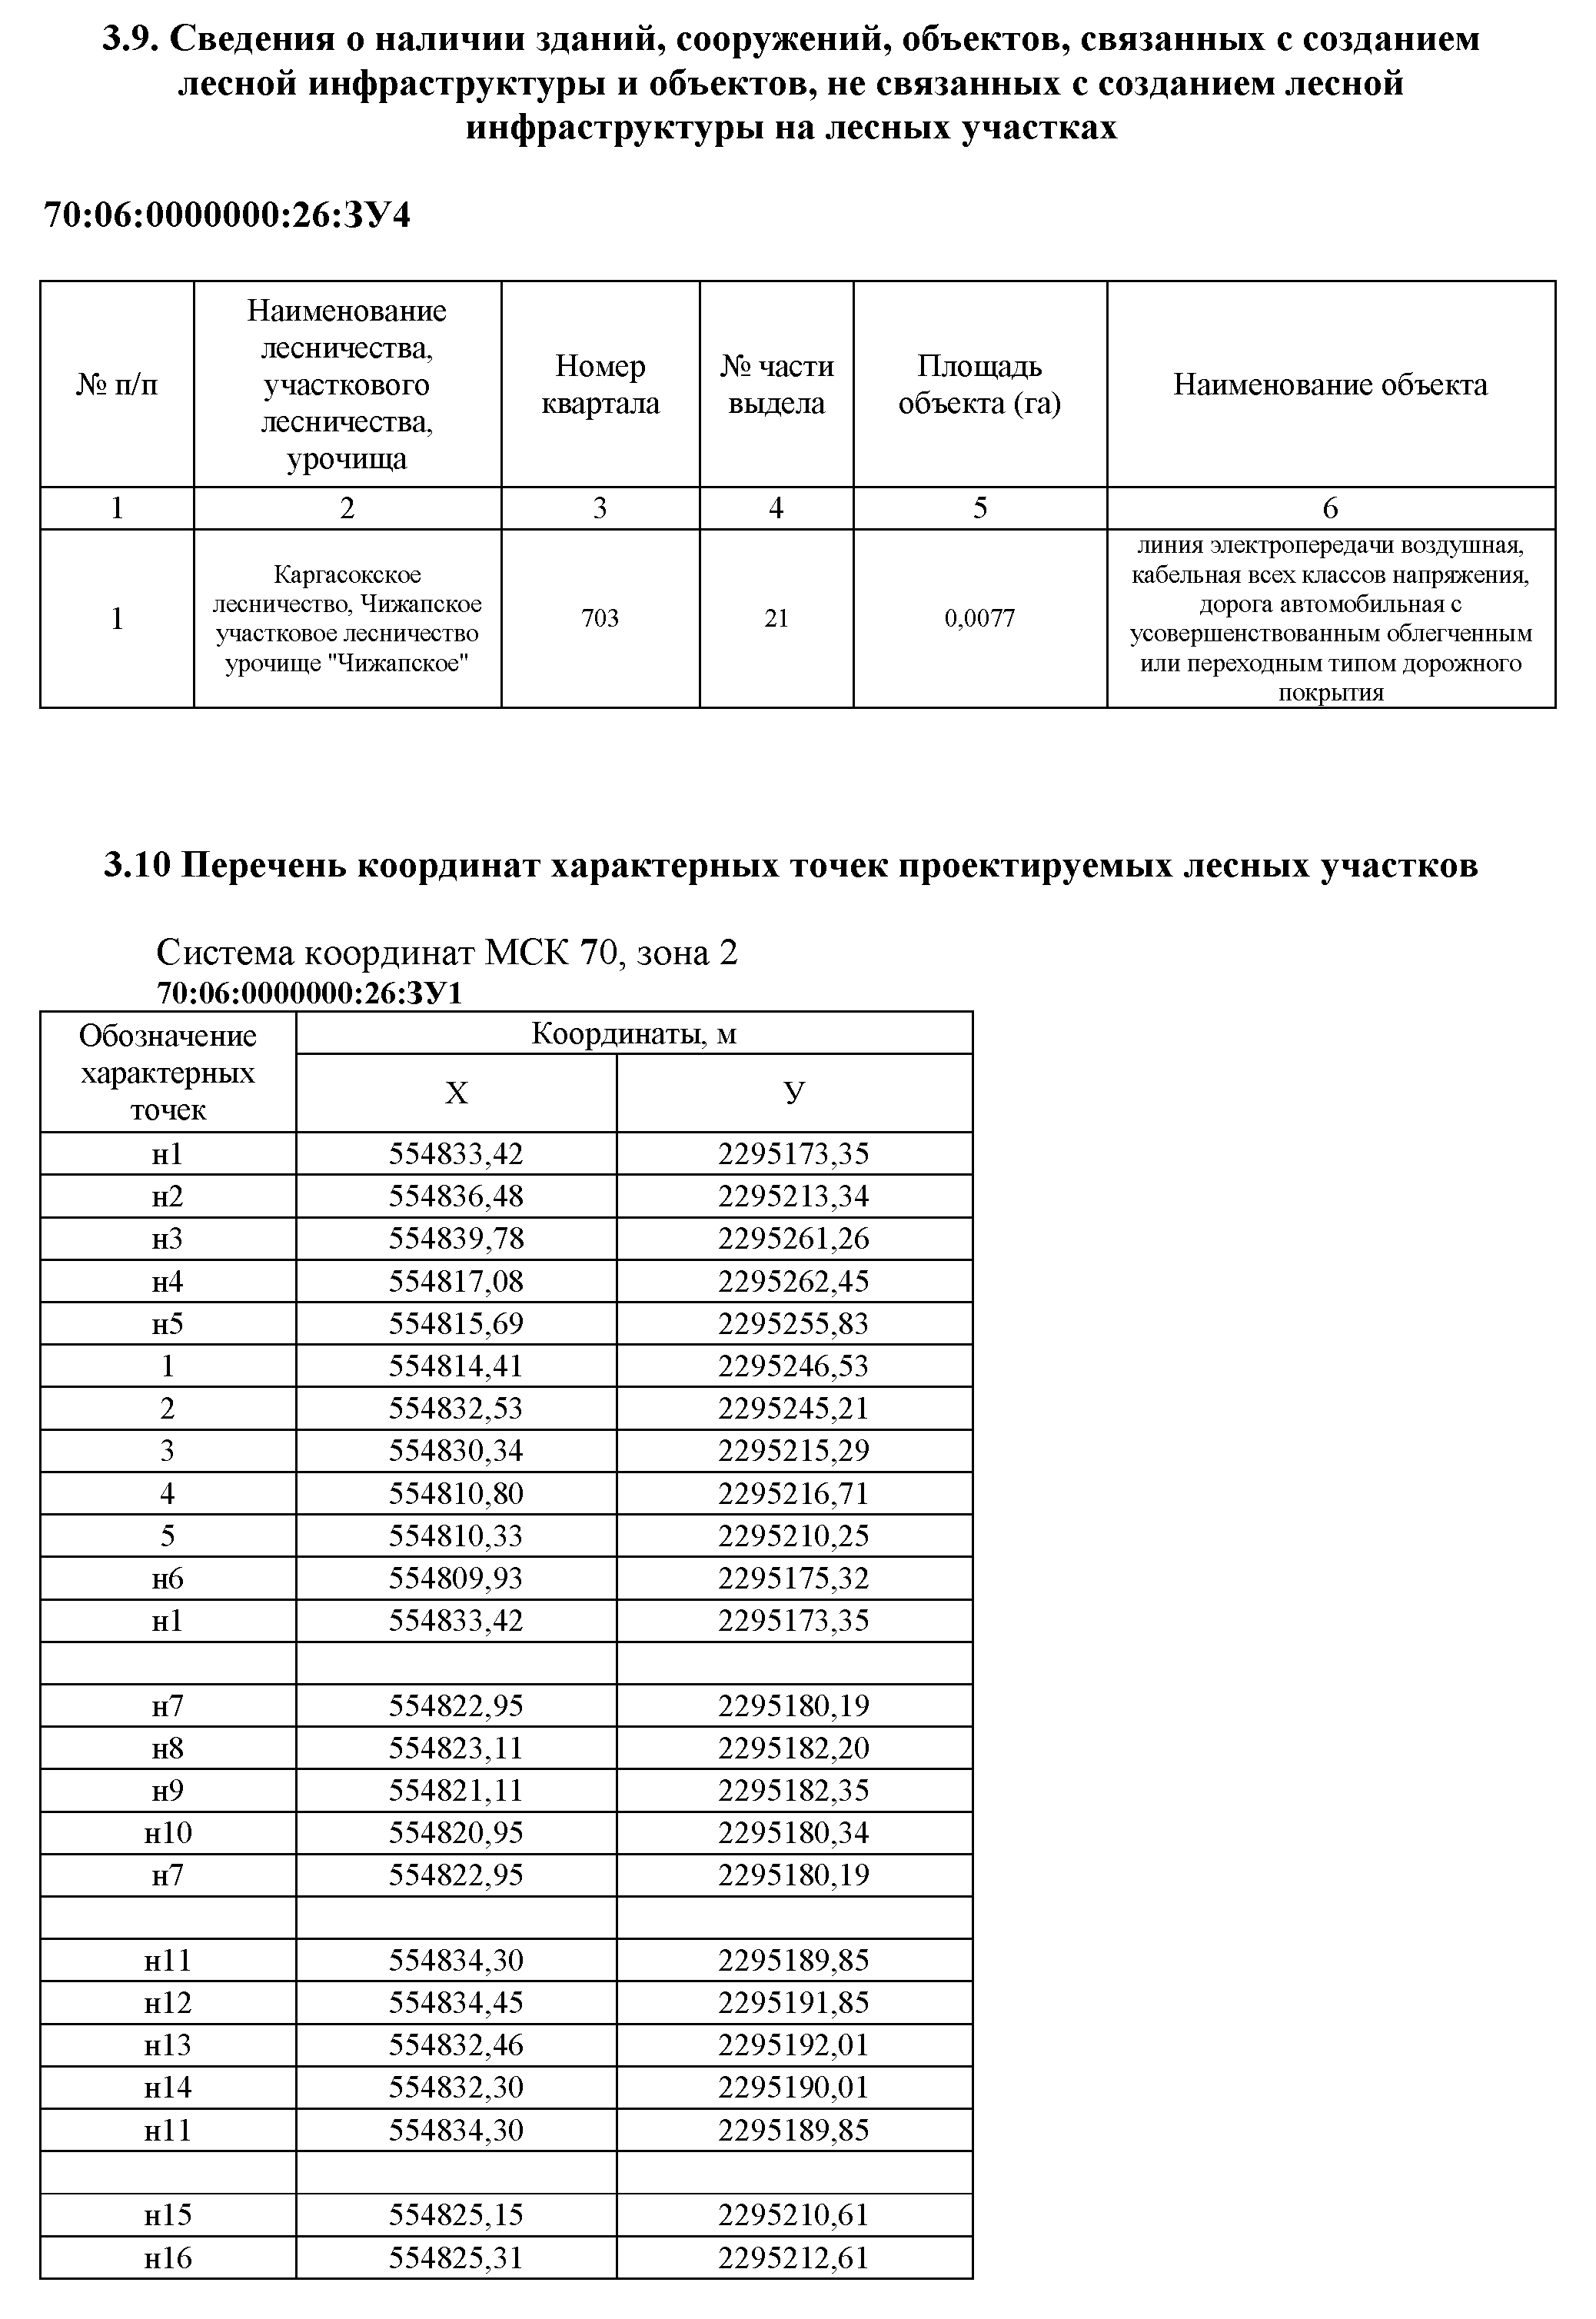 3.9. Сведения о наличии зданий, сооружений, объектов, связанных с созданием
лесной инфраструктуры и объектов, не связанных с созданием лесной
инфраструктуры на лесных участках
70:06:0000000:26:ЗУ4
№ п/п
Наименование
лесничества,
участкового
лесничества,
урочища
Номер
квартала
№ части
выдела
Площадь
объекта (га)
Наименование объекта
1 2 3 4 5 6
1
Каргасокское
лесничество, Чижапское
участковое лесничество
урочище "Чижапское"
703
21
0,0077
линия электропередачи воздушная,
кабельная всех классов напряжения,
дорога автомобильная с
усовершенствованным облегченным
или переходным типом дорожного
покрытия
3.10 Перечень координат характерных точек проектируемых лесных участков
Система координат МСК 70, зона 2
70:06:0000000:26:ЗУ1
Обозначение
характерных
точек
Координаты, м
Х У
н1 554833,42 2295173,35
н2 554836,48 2295213,34
н3 554839,78 2295261,26
н4 554817,08 2295262,45
н5 554815,69 2295255,83
1 554814,41 2295246,53
2 554832,53 2295245,21
3 554830,34 2295215,29
4 554810,80 2295216,71
5 554810,33 2295210,25
н6 554809,93 2295175,32
н1 554833,42 2295173,35
н7 554822,95 2295180,19
н8 554823,11 2295182,20
н9 554821,11 2295182,35
н10 554820,95 2295180,34
н7 554822,95 2295180,19
н11 554834,30 2295189,85
н12 554834,45 2295191,85
н13 554832,46 2295192,01
н14 554832,30 2295190,01
н11 554834,30 2295189,85
н15 554825,15 2295210,61
н16 554825,31 2295212,61